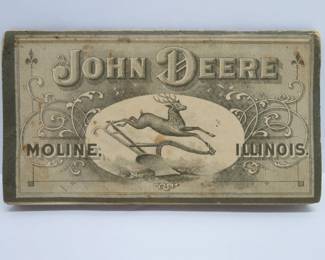 JOHN DEERE
MOLINE, ILLINOIS.